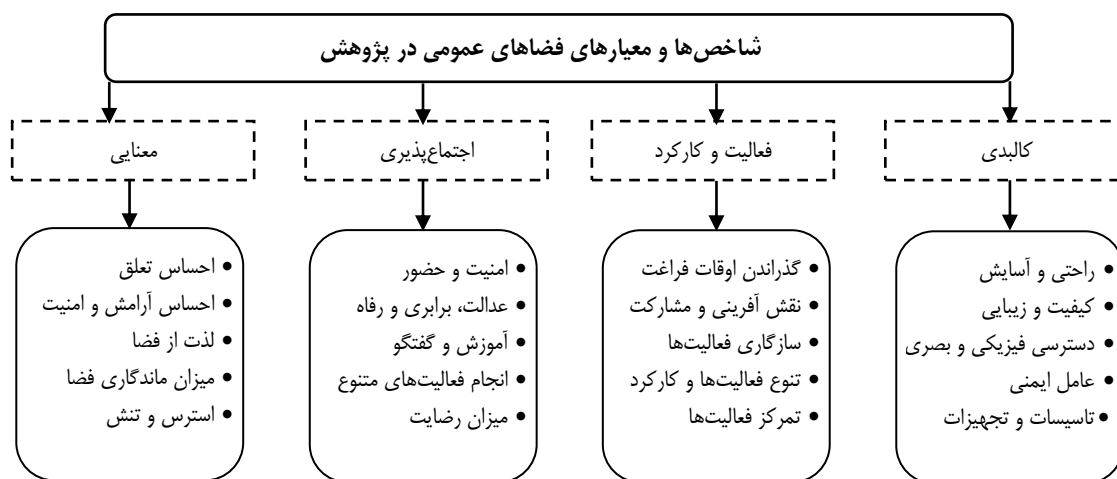 شاخص‌ها و معیارهای فضاهای عمومی در پژوهش
کالبدی
فعالیت و کارکرد
اجتماع‌پذیری
معنایی
• راحتی و آسایش
• کیفیت و زیبایی
• دسترسی فیزیکی و بصری
• عامل ایمنی
• تاسیسات و تجهیزات
• گذراندن اوقات فراغت
• نقش آفرینی و مشارکت
• سازگاری فعالیت‌ها
• تنوع فعالیت‌ها و کارکرد
• تمرکز فعالیت‌ها
• امنیت و حضور
• عدالت، برابری و رفاه
• آموزش و گفتگو
• انجام فعالیت‌های متنوع
• میزان رضایت
• احساس تعلق
• احساس آرامش و امنیت
• لذت از فضا
• میزان ماندگاری فضا
• استرس و تنش